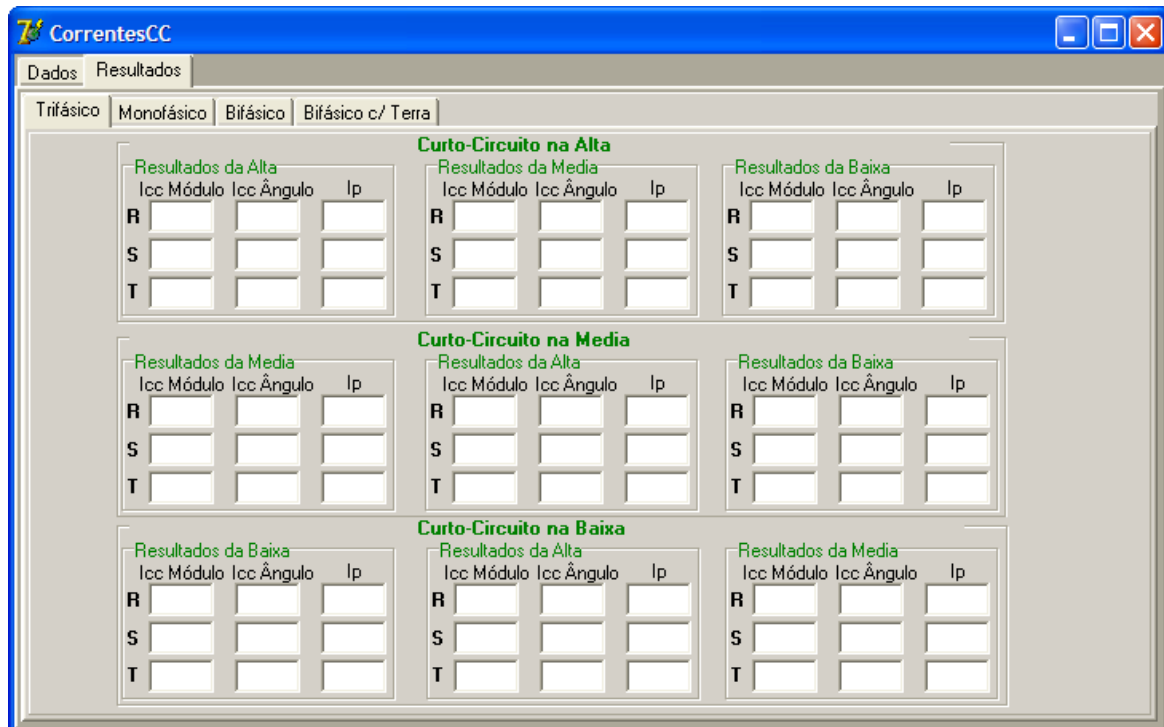 CorrentesCC
Dados Resultados
Trifásico Monofásico Bifásico Bifásico c/ Terra
Curto-Circuito na Alta
Resultados da Alta Resultados da Media Resultados da Baixa
Icc Módulo Icc Ângulo Ip Icc Módulo Icc Ângulo Ip Icc Módulo Icc Ângulo Ip
R R R
S S S
T T T
Curto-Circuito na Media
Resultados da Media Resultados da Alta Resultados da Baixa
Icc Módulo Icc Ângulo Ip Icc Módulo Icc Ângulo Ip Icc Módulo Icc Ângulo Ip
R R R
S S S
T T T
Curto-Circuito na Baixa
Resultados da Baixa Resultados da Alta Resultados da Media
Icc Módulo Icc Ângulo Ip Icc Módulo Icc Ângulo Ip Icc Módulo Icc Ângulo Ip
R R R
S S S
T T T